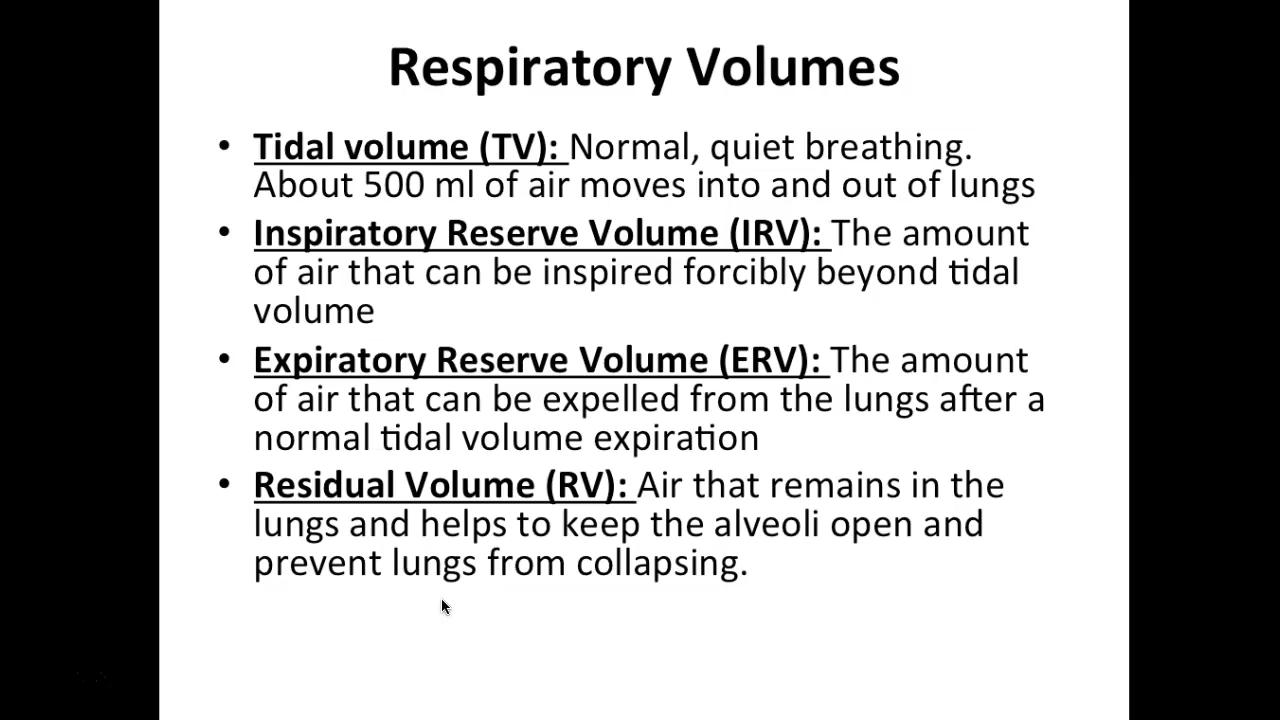 Respiratory Volumes
• Tidal volume (TV): Normal, quiet breathing.
About 500 ml of air moves into and out of lungs
• Inspiratory Reserve Volume (IRV): The amount
of air that can be inspired forcibly beyond tidal
volume
• Expiratory Reserve Volume (ERV): The amount
of air that can be expelled from the lungs after a
normal tidal volume expiration
• Residual Volume (RV): Air that remains in the
lungs and helps to keep the alveoli open and
prevent lungs from collapsing.